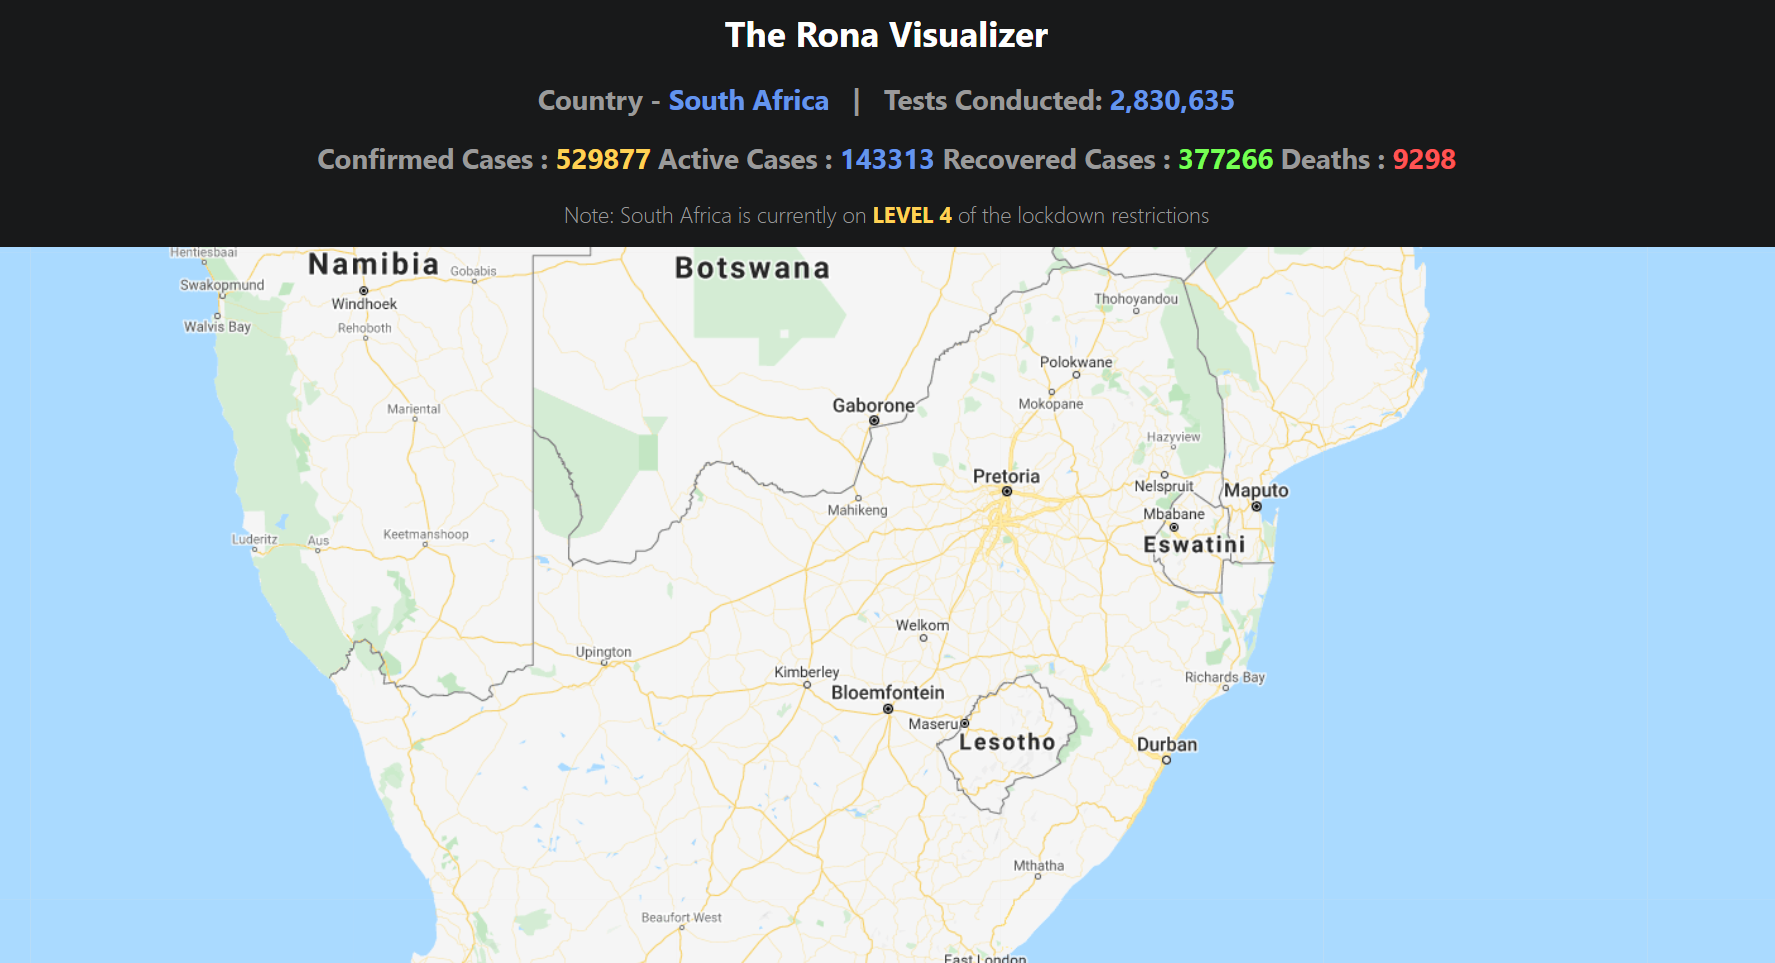 The Rona Visualizer
Country - South Africa | Tests Conducted: 2,830,635
Confirmed Cases : 529877 Active Cases : 143313 Recovered Cases : 377266 Deaths : 9298
Note: South Africa is currently on LEVEL 4 of the lockdown restrictions
Hentiesbaai
Namibia
Gobabis
Botswana
Swakopmund
Windhoek
Thohoyandou
Walvis Bay
Rehoboth
Polokwane
Mokopane
Gaborone
Mariental
Hazyview
Pretoria
Nelspruit
Maputo
Mahikeng
Mbabane
Luderitz
Aus
Keetmanshoop
Eswatini
Welkom
Upington
Kimberley
Richards Bay
Bloemfontein
Maseru
Lesotho
Durban
Mthatha
Beaufort West
East London